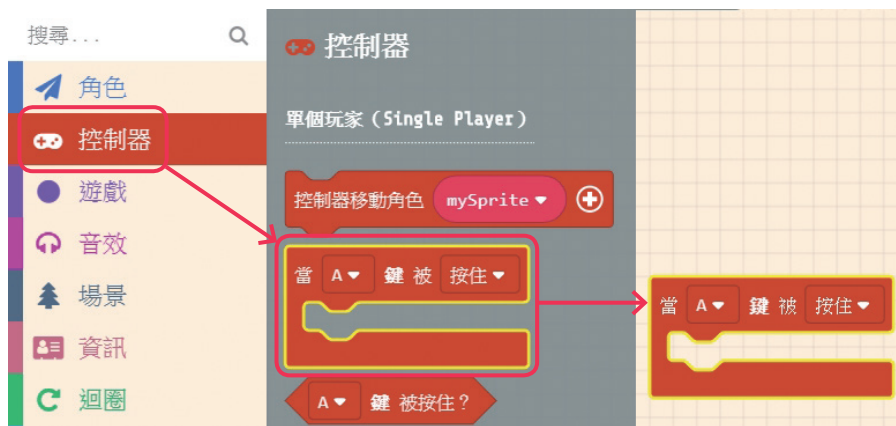 搜尋...
角色
控制器
遊戲
音效
場景
資訊
迴圈
控制器
單個玩家（Single Player）
控制器移動角色 mySprite
當 A 鍵 被 按住
A 鍵 被按住？
當 A 鍵 被 按住